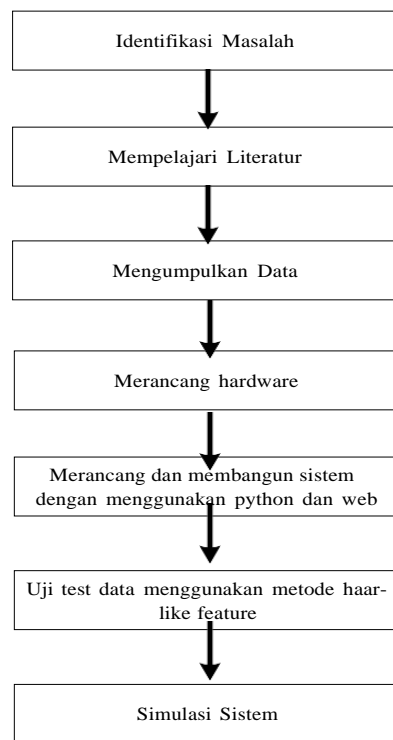 Identifikasi Masalah
Mempelajari Literatur
Mengumpulkan Data
Merancang hardware
Merancang dan membangun sistem
dengan menggunakan python dan web
Uji test data menggunakan metode haar-
like feature
Simulasi Sistem